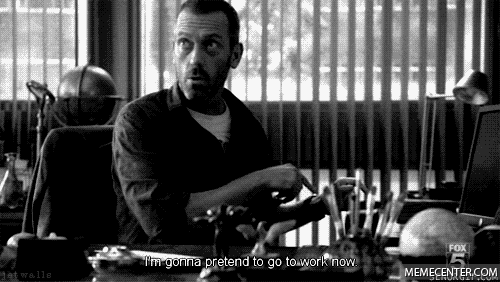 I'm gonna pretend to go to work now.
FOX
5
MEMECENTER.COM